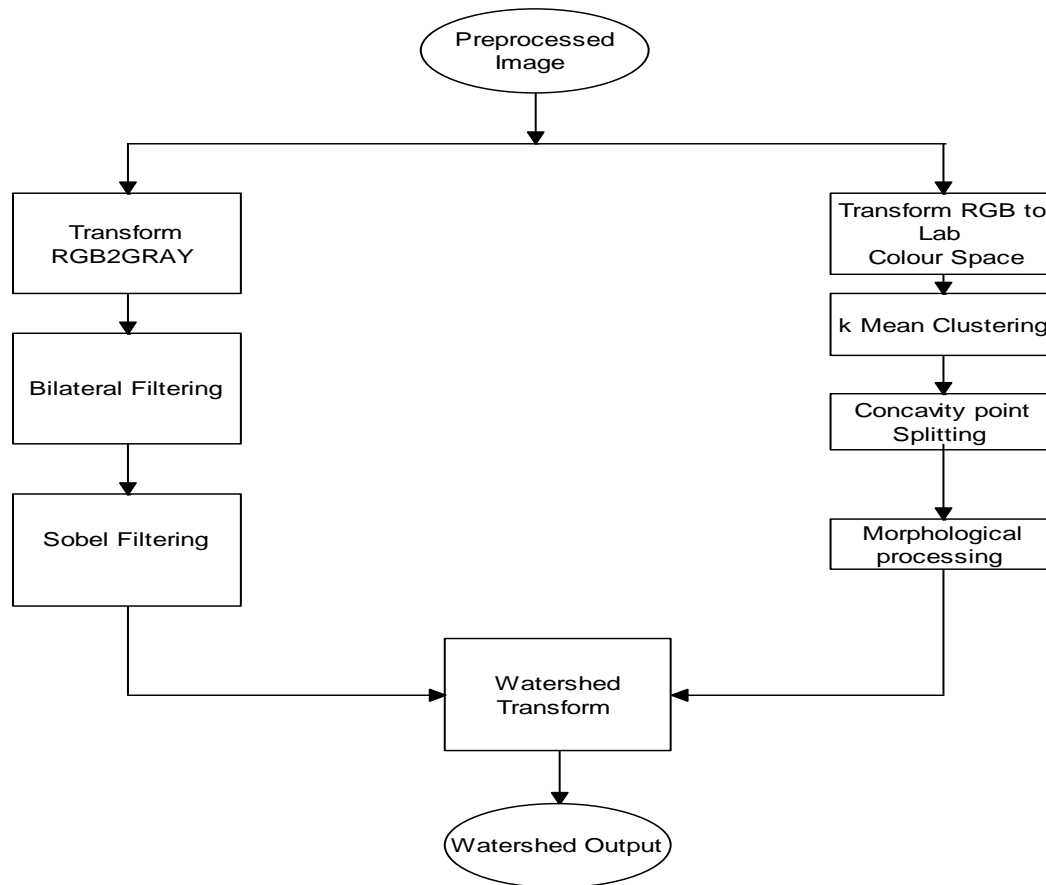 Preprocessed
Image
Transform
RGB2GRAY
Bilateral Filtering
Sobel Filtering
Transform RGB to
Lab
Colour Space
k Mean Clustering
Concavity point
Splitting
Morphological
processing
Watershed
Transform
Watershed Output